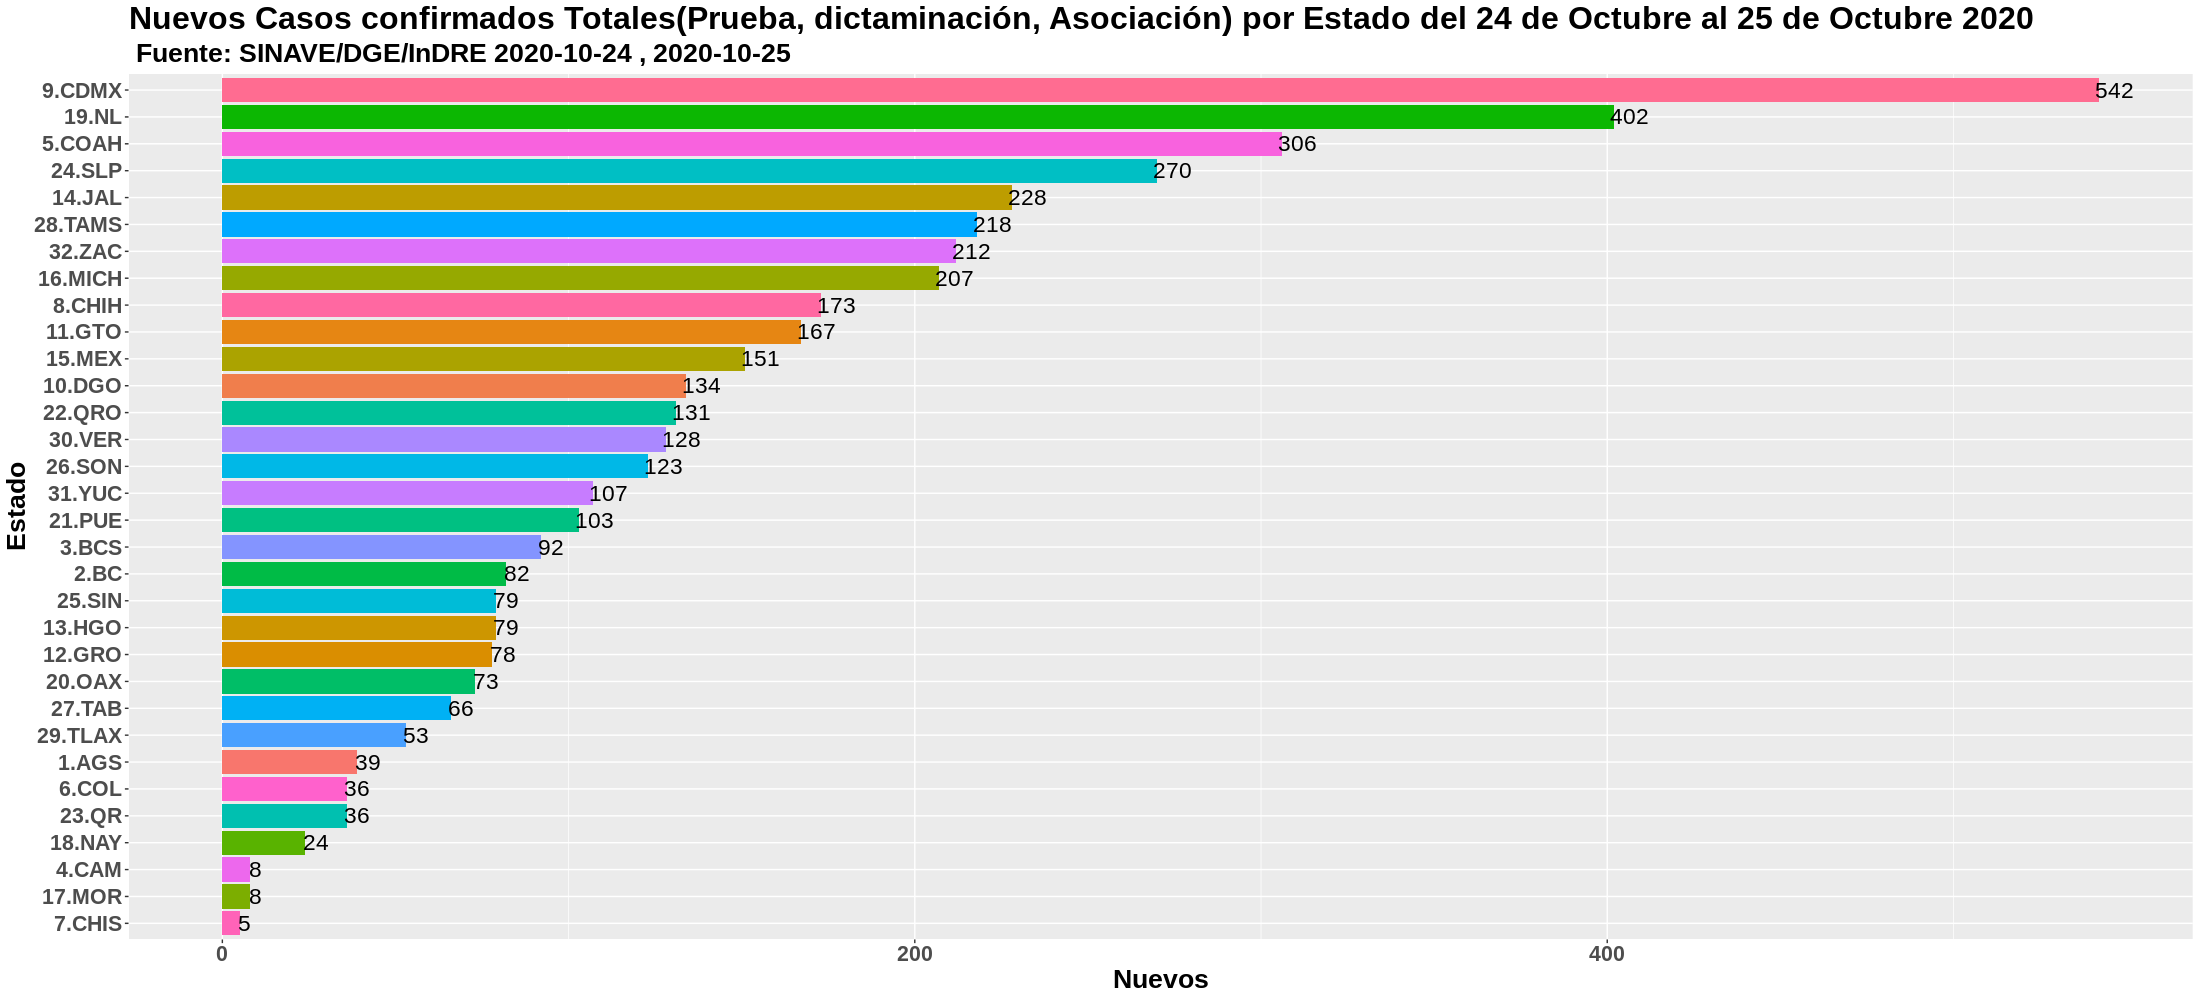 Nuevos Casos confirmados Totales(Prueba, dictaminación, Asociación) por Estado del 24 de Octubre al 25 de Octubre 2020
Fuente: SINAVE/DGE/InDRE 2020-10-24 , 2020-10-25
9.CDMX 542
19.NL 402
5.COAH 306
24.SLP 270
14.JAL 228
28.TAMS 218
32.ZAC 212
16.MICH 207
8.CHIH 173
11.GTO 167
15.MEX 151
10.DGO 134
22.QRO 131
30.VER 128
26.SON 123
31.YUC 107
21.PUE 103
3.BCS 92
2.BC 82
25.SIN 79
13.HGO 79
12.GRO 78
20.OAX 73
27.TAB 66
29.TLAX 53
1.AGS 39
6.COL 36
23.QR 36
18.NAY 24
4.CAM 8
17.MOR 8
7.CHIS 5
Estado
0 200 400
Nuevos